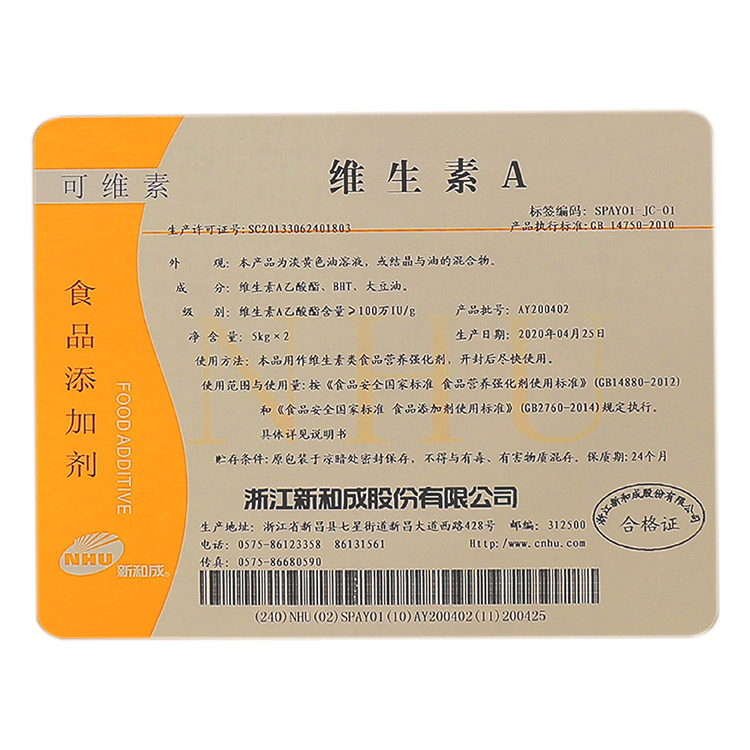 可维素
维生素A
标签编码: SPAY01-JC-01
生产许可证号:SC20133062401803
产品执行标准:GB 14750-2010
外 观: 本产品为淡黄色油溶液, 或结晶与油的混合物。
成 分: 维生素A乙酸酯、BHT、大豆油。
级 别: 维生素A乙酸酯含量≥100万IU/g
产品批号: AY200402
净 含 量: 5kg×2
生产日期: 2020年04月25日
使用方法: 本品用作维生素类食品营养强化剂, 开封后尽快使用。
使用范围与使用量: 按《食品安全国家标准 食品营养强化剂使用标准》(GB14880-2012)
和《食品安全国家标准 食品添加剂使用标准》(GB2760-2014)规定执行。
具体详见说明书
贮存条件: 原包装于凉暗处密封保存, 不得与有毒、有害物质混存。保质期: 24个月
食品添加剂
FOOD ADDITIVE
NHU
浙江新和成股份有限公司
生产地址: 浙江省新昌县七星街道新昌大道西路428号 邮编: 312500
电话: 0575-86123358 86131561
Http://www.cnhu.com
传真: 0575-86680590
浙江新和成股份有限公司
合格证
NHU 新和成®
(240)NHU(02)SPAY01(10)AY200402(11)200425